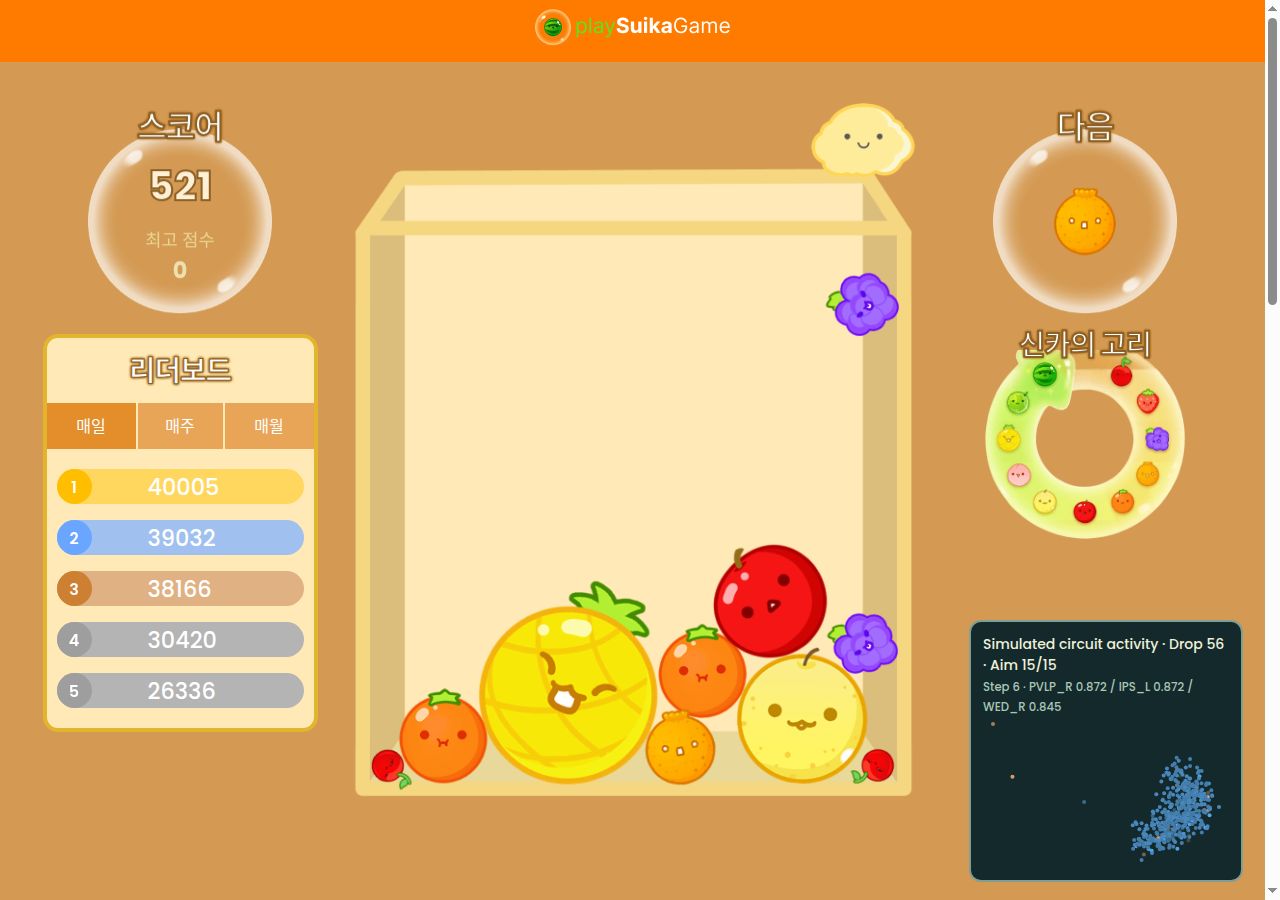 playSuikaGame
스코어
521
최고 점수
0
다음
신카의 고리
리더보드
매일 매주 매월
1 40005
2 39032
3 38166
4 30420
5 26336
Simulated circuit activity · Drop 56
· Aim 15/15
Step 6 · PVLP_R 0.872 / IPS_L 0.872 /
WED_R 0.845